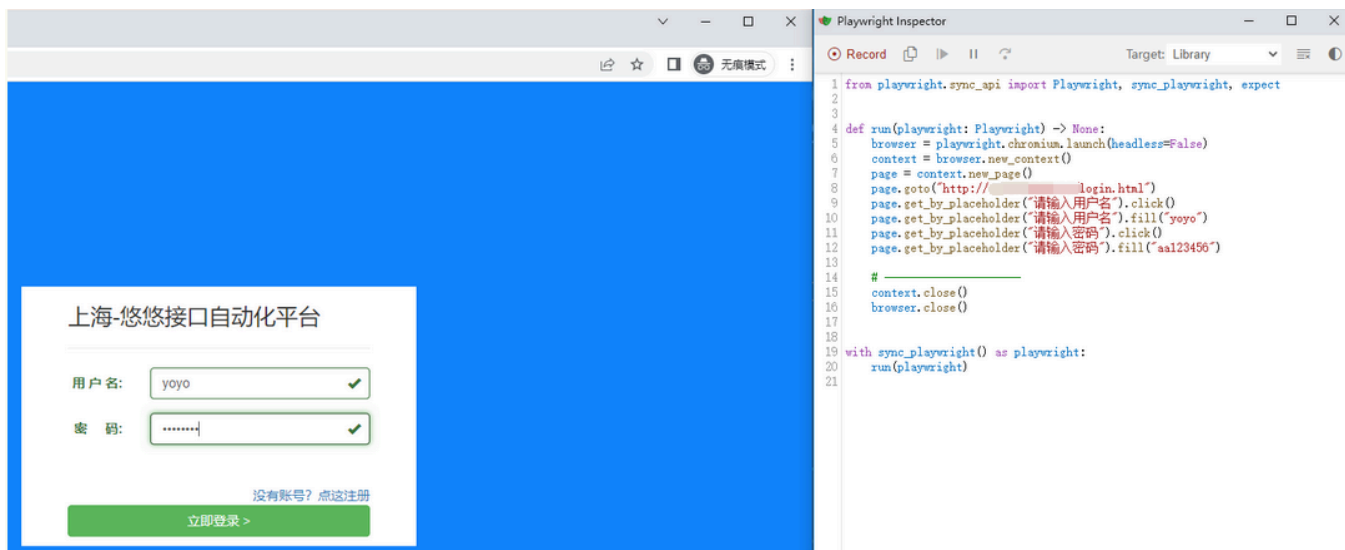 无痕模式
上海-悠悠接口自动化平台
用户名:
yoyo
密 码:
••••••••
没有账号？点这注册
立即登录 >
Playwright Inspector
Record
Target: Library
1 from playwright.sync_api import Playwright, sync_playwright, expect
2
3
4 def run(playwright: Playwright) -> None:
5     browser = playwright.chromium.launch(headless=False)
6     context = browser.new_context()
7     page = context.new_page()
8     page.goto("http://login.html")
9     page.get_by_placeholder("请输入用户名").click()
10     page.get_by_placeholder("请输入用户名").fill("yoyo")
11     page.get_by_placeholder("请输入密码").click()
12     page.get_by_placeholder("请输入密码").fill("aa123456")
13
14     # ---------------------
15     context.close()
16     browser.close()
17
18
19 with sync_playwright() as playwright:
20     run(playwright)
21